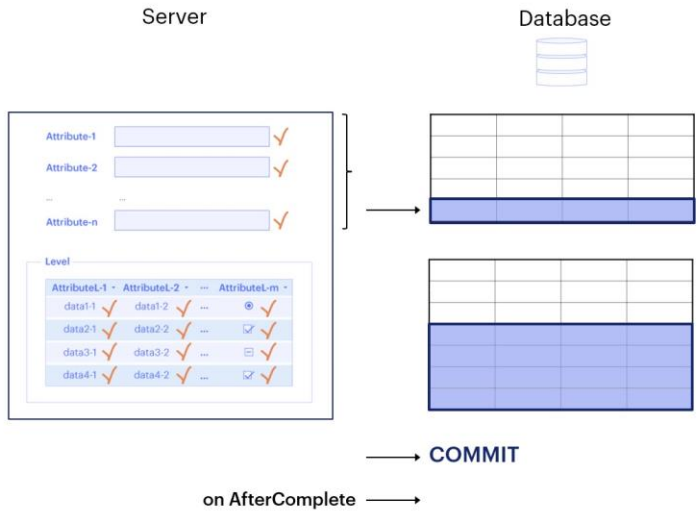 Server
Database
Attribute-1
Attribute-2
... ...
Attribute-n
Level
AttributeL-1 AttributeL-2 ... AttributeL-m
data1-1 data1-2 ...
data2-1 data2-2 ...
data3-1 data3-2 ...
data4-1 data4-2 ...
COMMIT
on AfterComplete